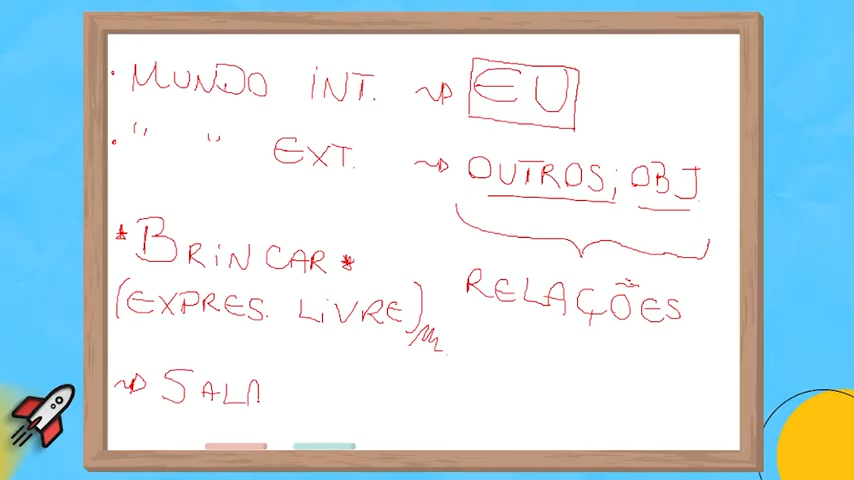 · MUNDO INT. ~> EU
· " " EXT. ~> OUTROS; OBJ
*BRINCAR*
(EXPRES. LIVRE)
RELAÇÕES
~> SALA